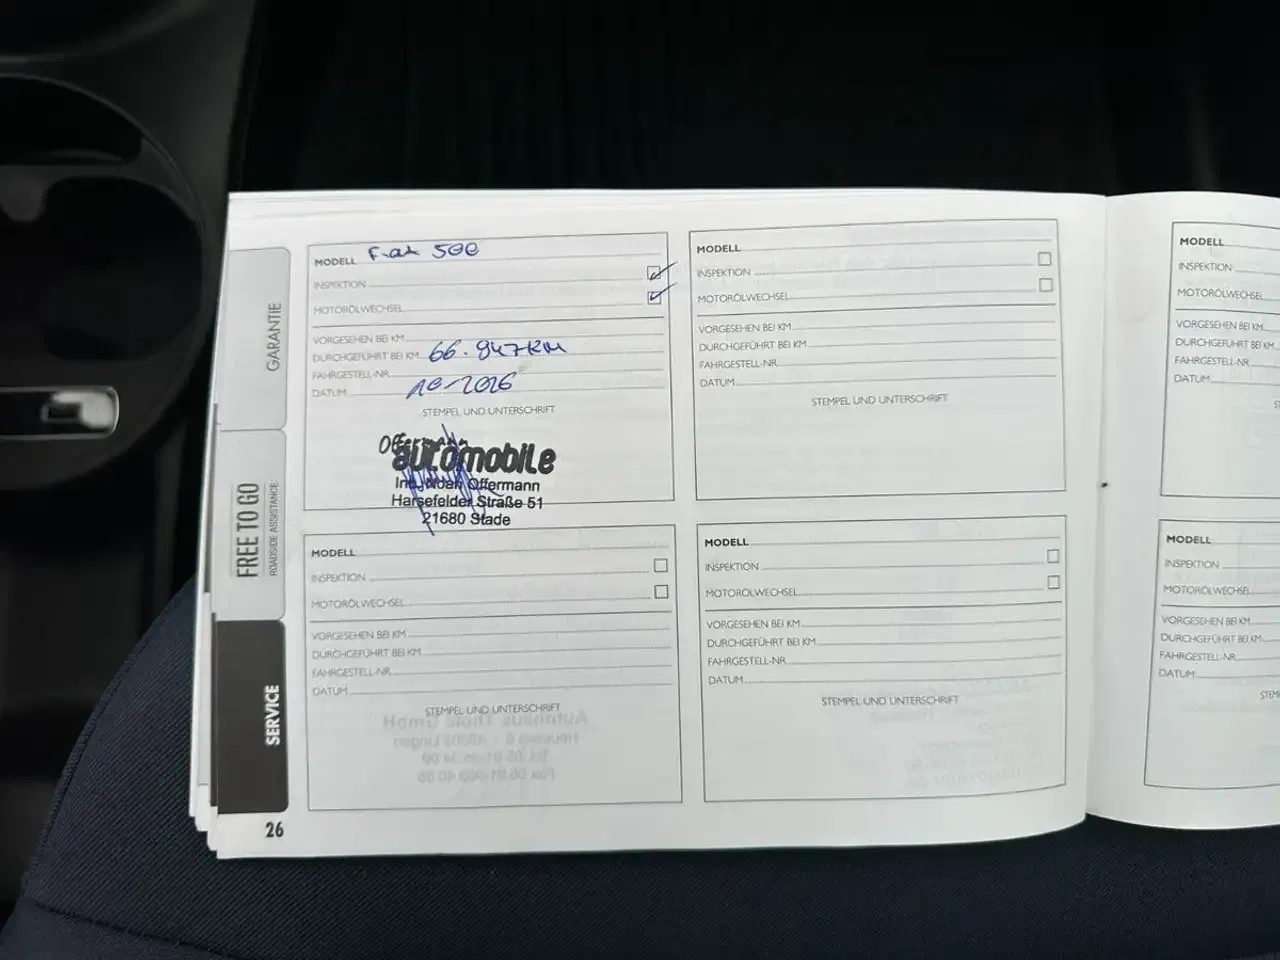 GARANTIE
FREE TO GO
ROADSIDE ASSISTANCE
SERVICE
26
MODELL Fiat 500
INSPEKTION
MOTORÖLWECHSEL
VORGESEHEN BEI KM
DURCHGEFÜHRT BEI KM 66.947KM
FAHRGESTELL-NR.
DATUM 10-2026
STEMPEL UND UNTERSCHRIFT
Offermann
automobile
Inh. Noah Offermann
Harsefelder Straße 51
21680 Stade
MODELL
INSPEKTION
MOTORÖLWECHSEL
VORGESEHEN BEI KM
DURCHGEFÜHRT BEI KM
FAHRGESTELL-NR.
DATUM
STEMPEL UND UNTERSCHRIFT
MODELL
INSPEKTION
MOTORÖLWECHSEL
VORGESEHEN BEI KM
DURCHGEFÜHRT BEI KM
FAHRGESTELL-NR.
DATUM
STEMPEL UND UNTERSCHRIFT
MODELL
INSPEKTION
MOTORÖLWECHSEL
VORGESEHEN BEI KM
DURCHGEFÜHRT BEI KM
FAHRGESTELL-NR.
DATUM
STEMPEL UND UNTERSCHRIFT
MODELL
INSPEKTION
MOTORÖLWECHSEL
VORGESEHEN BEI KM
DURCHGEFÜHRT BEI KM
FAHRGESTELL-NR.
DATUM
MODELL
INSPEKTION
MOTORÖLWECHSEL
VORGESEHEN BEI KM
DURCHGEFÜHRT BEI KM
FAHRGESTELL-NR.
DATUM